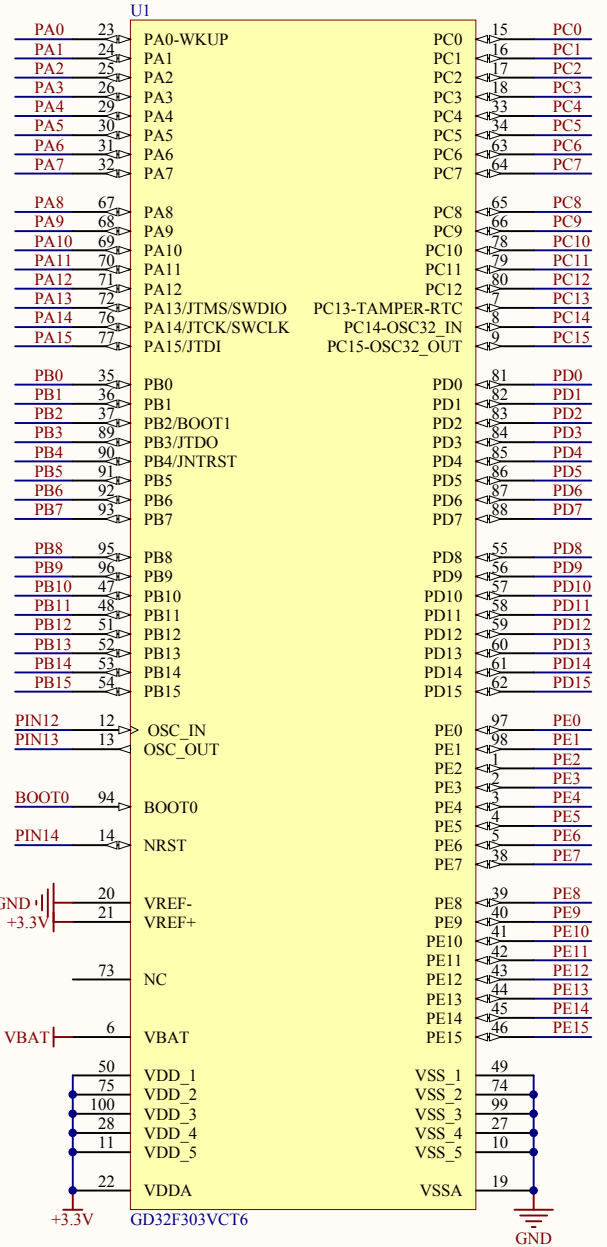 U1
PA0 23 PA0-WKUP PC0 15 PC0
PA1 24 PA1 PC1 16 PC1
PA2 25 PA2 PC2 17 PC2
PA3 26 PA3 PC3 18 PC3
PA4 29 PA4 PC4 33 PC4
PA5 30 PA5 PC5 34 PC5
PA6 31 PA6 PC6 63 PC6
PA7 32 PA7 PC7 64 PC7
PA8 67 PA8 PC8 65 PC8
PA9 68 PA9 PC9 66 PC9
PA10 69 PA10 PC10 78 PC10
PA11 70 PA11 PC11 79 PC11
PA12 71 PA12 PC12 80 PC12
PA13 72 PA13/JTMS/SWDIO PC13-TAMPER-RTC 7 PC13
PA14 76 PA14/JTCK/SWCLK PC14-OSC32_IN 8 PC14
PA15 77 PA15/JTDI PC15-OSC32_OUT 9 PC15
PB0 35 PB0 PD0 81 PD0
PB1 36 PB1 PD1 82 PD1
PB2 37 PB2/BOOT1 PD2 83 PD2
PB3 89 PB3/JTDO PD3 84 PD3
PB4 90 PB4/JNTRST PD4 85 PD4
PB5 91 PB5 PD5 86 PD5
PB6 92 PB6 PD6 87 PD6
PB7 93 PB7 PD7 88 PD7
PB8 95 PB8 PD8 55 PD8
PB9 96 PB9 PD9 56 PD9
PB10 47 PB10 PD10 57 PD10
PB11 48 PB11 PD11 58 PD11
PB12 51 PB12 PD12 59 PD12
PB13 52 PB13 PD13 60 PD13
PB14 53 PB14 PD14 61 PD14
PB15 54 PB15 PD15 62 PD15
PIN12 12 OSC_IN PE0 97 PE0
PIN13 13 OSC_OUT PE1 98 PE1
PE2 1 PE2
PE3 2 PE3
BOOT0 94 BOOT0 PE4 3 PE4
PE5 4 PE5
PIN14 14 NRST PE6 5 PE6
PE7 38 PE7
GND 20 VREF- PE8 39 PE8
+3.3V 21 VREF+ PE9 40 PE9
PE10 41 PE10
PE11 42 PE11
73 NC PE12 43 PE12
PE13 44 PE13
PE14 45 PE14
VBAT 6 VBAT PE15 46 PE15
50 VDD_1 VSS_1 49
75 VDD_2 VSS_2 74
100 VDD_3 VSS_3 99
28 VDD_4 VSS_4 27
11 VDD_5 VSS_5 10
22 VDDA VSSA 19
+3.3V GD32F303VCT6
GND